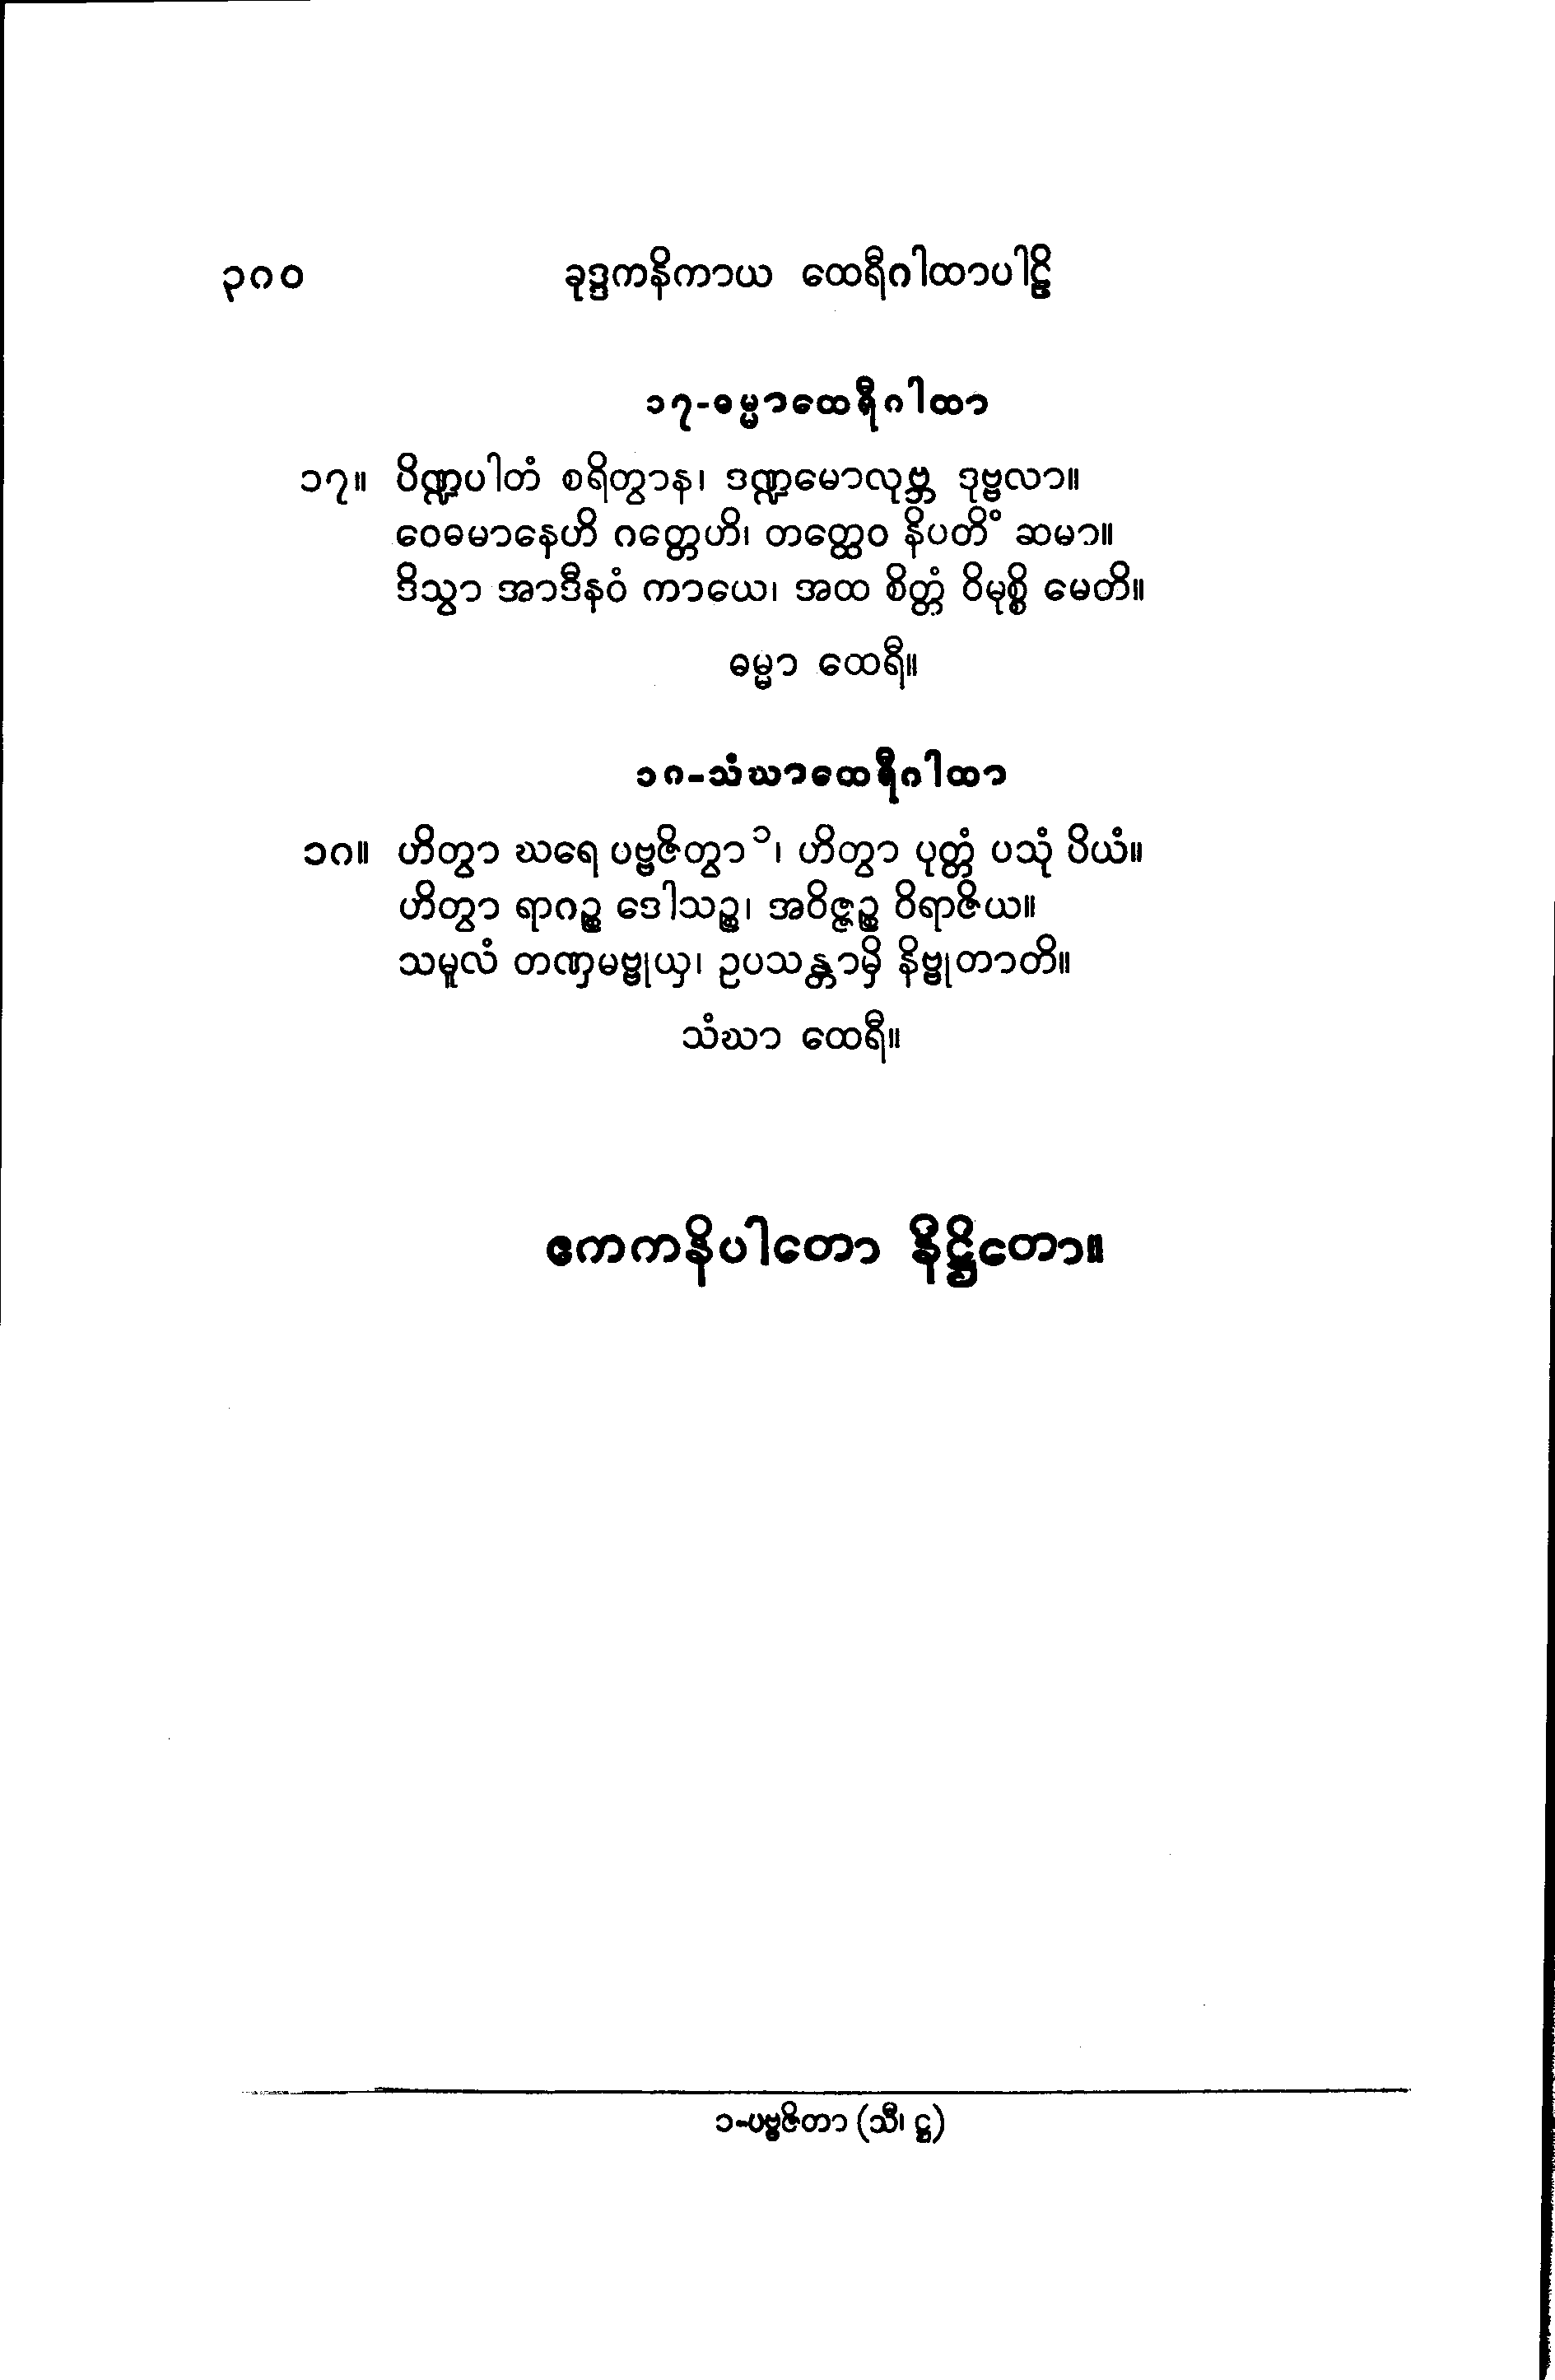 ၃၈၀ ခုဒ္ဒကနိကာယ ထေရီဂါထာပါဠိ
၁၇-ဓမ္မာထေရီဂါထာ
၁၇။ ပိဏ္ဍပါတံ စရိတွာန၊ ဒဏ္ဍမောလုဗ္ဘ ဒုဗ္ဗလာ။
ဝေဓမာနေဟိ ဂတ္တေဟိ၊ တတ္ထေဝ နိပတိံ ဆမာ။
ဒိသွာ အာဒီနဝံ ကာယေ၊ အထ စိတ္တံ ဝိမုစ္စိ မေတိ။
ဓမ္မာ ထေရီ။
၁၈-သံဃာထေရီဂါထာ
၁၈။ ဟိတွာ ဃရေ ပဗ္ဗဇိတွာ ၁၊ ဟိတွာ ပုတ္တံ ပသုံ ပိယံ။
ဟိတွာ ရာဂဉ္စ ဒေါသဉ္စ၊ အဝိဇ္ဇဉ္စ ဝိရာဇိယ။
သမူလံ တဏှမဗ္ဗုယှ၊ ဥပသန္တာမှိ နိဗ္ဗုတာတိ။
သံဃာ ထေရီ။
ဧကကနိပါတော နိဋ္ဌိတော။
၁-ပဗ္ဗဇိတာ (သီ၊ ဋ္ဌ)